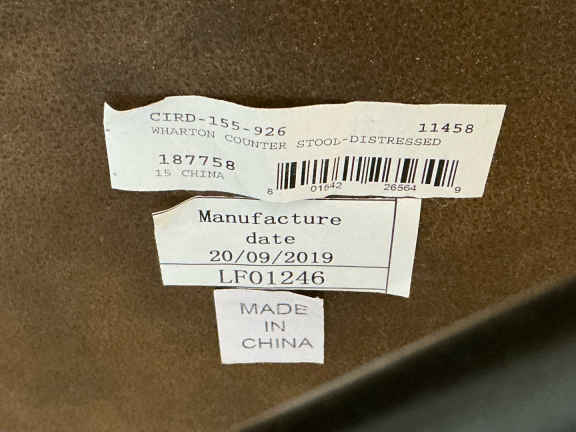 CIRD-155-926 11458
WHARTON COUNTER STOOL-DISTRESSED
187758
15 CHINA
8 01542 26564 9
Manufacture
date
20/09/2019
LF01246
MADE
IN
CHINA